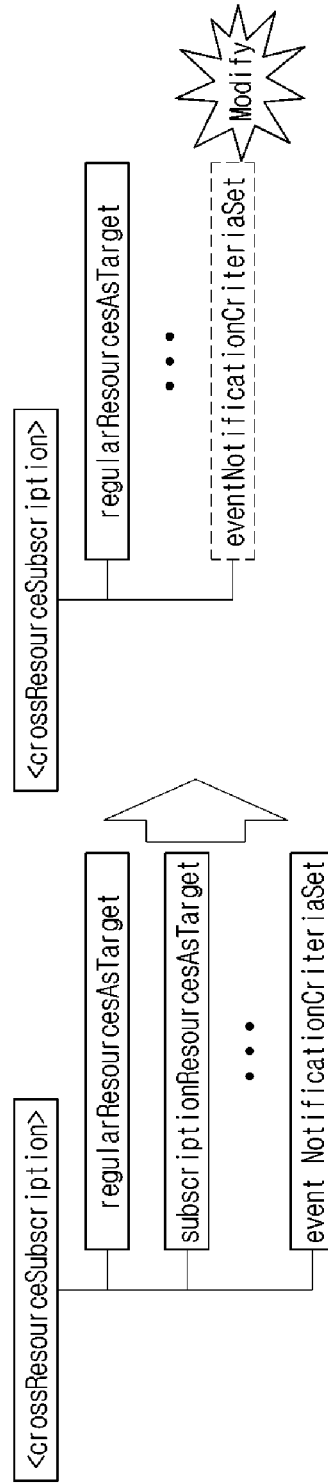 <crossResourceSubscription>
regularResourcesAsTarget
subscriptionResourcesAsTarget
•••
event NotificationCriteriaSet
<crossResourceSubscription>
regularResourcesAsTarget
•••
eventNotificationCriteriaSet
Modify